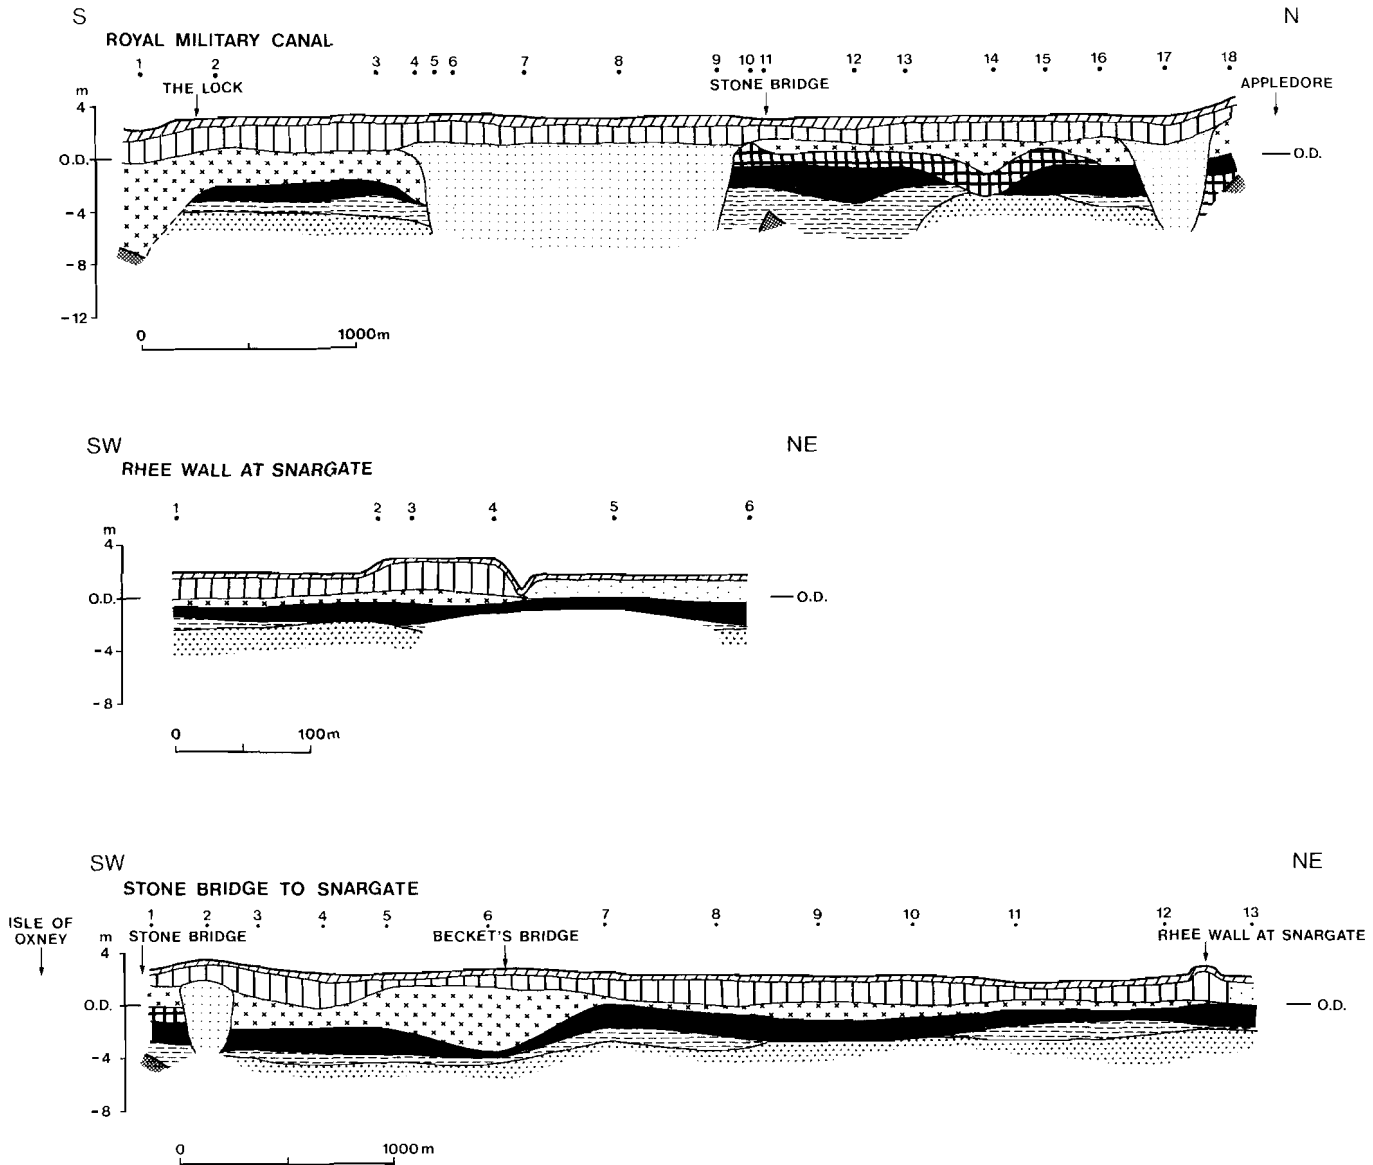 S N
ROYAL MILITARY CANAL
1 2 3 4 5 6 7 8 9 10 11 12 13 14 15 16 17 18
THE LOCK STONE BRIDGE APPLEDORE
m
4
O.D. O.D.
-4
-8
-12
0 1000m
SW NE
RHEE WALL AT SNARGATE
1 2 3 4 5 6
m
4
O.D. O.D.
-4
-8
0 100m
SW NE
STONE BRIDGE TO SNARGATE
1 2 3 4 5 6 7 8 9 10 11 12 13
ISLE OF OXNEY
m STONE BRIDGE BECKET'S BRIDGE RHEE WALL AT SNARGATE
4
O.D. O.D.
-4
-8
0 1000m